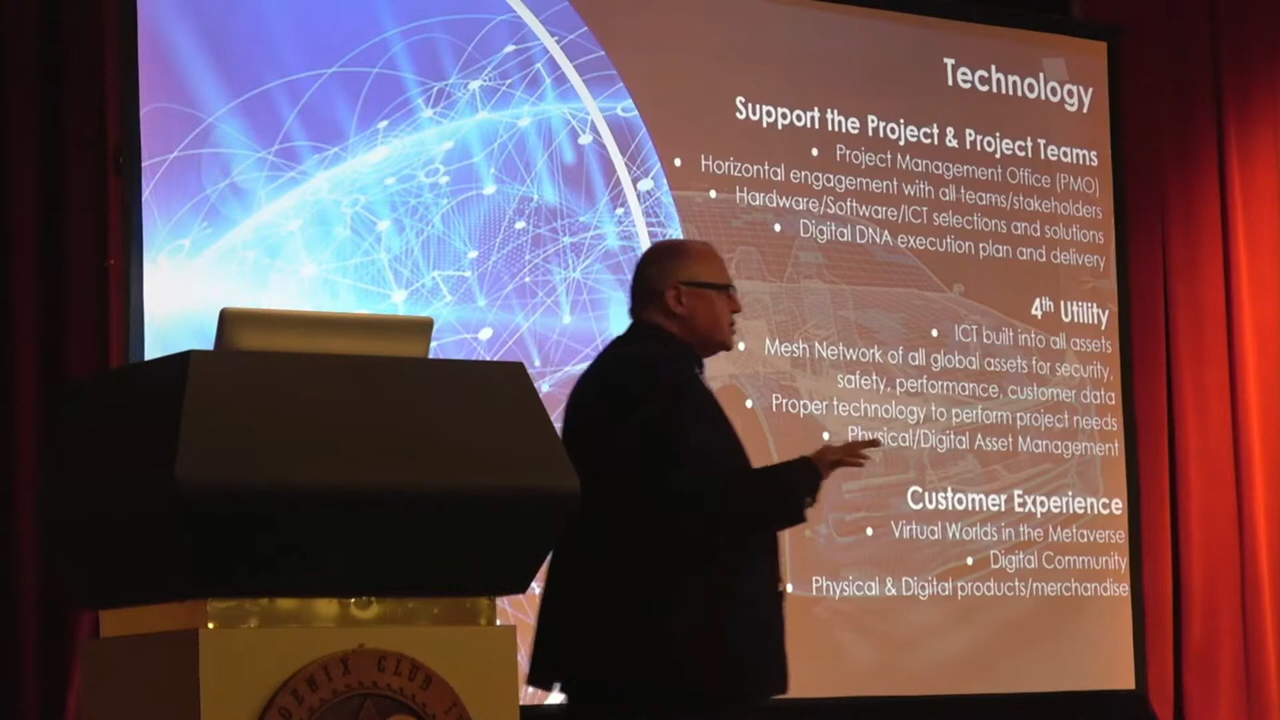 Technology
Support the Project & Project Teams
• Project Management Office (PMO)
• Horizontal engagement with all teams/stakeholders
• Hardware/Software/ICT selections and solutions
• Digital DNA execution plan and delivery
4th Utility
• ICT built into all assets
• Mesh Network of all global assets for security,
safety, performance, customer data
• Proper technology to perform project needs
• Physical/Digital Asset Management
Customer Experience
• Virtual Worlds in the Metaverse
• Digital Community
• Physical & Digital products/merchandise
CLUB